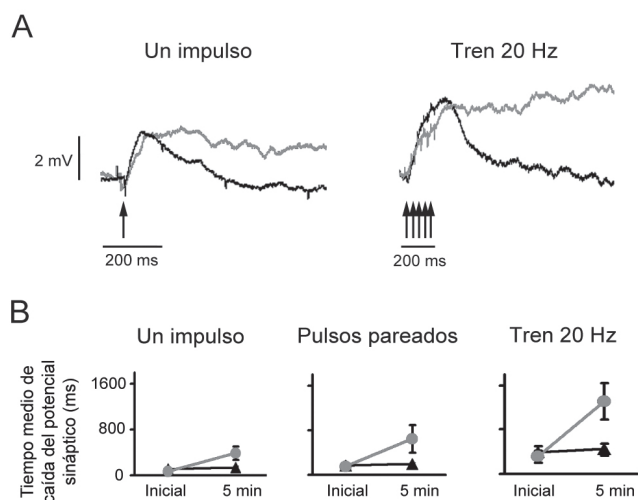 A
Un impulso
Tren 20 Hz
2 mV
200 ms
200 ms
B
Un impulso
Pulsos pareados
Tren 20 Hz
Tiempo medio de
caída del potencial
sináptico (ms)
1600
800
0
Inicial
5 min
Inicial
5 min
Inicial
5 min